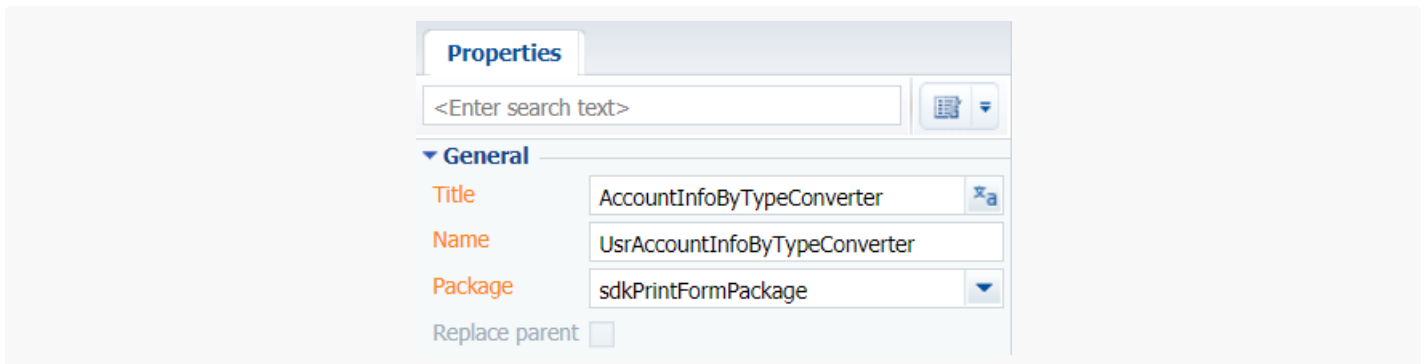 Properties
<Enter search text>
General
Title AccountInfoByTypeConverter
Name UsrAccountInfoByTypeConverter
Package sdkPrintFormPackage
Replace parent